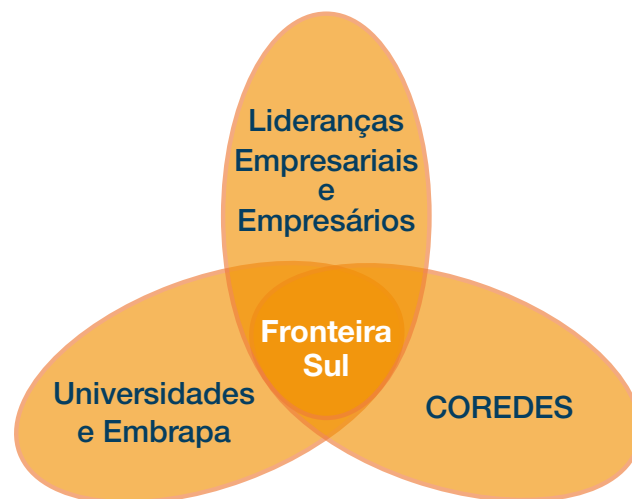 Lideranças
Empresariais
e
Empresários
Fronteira
Sul
Universidades
e Embrapa
COREDES